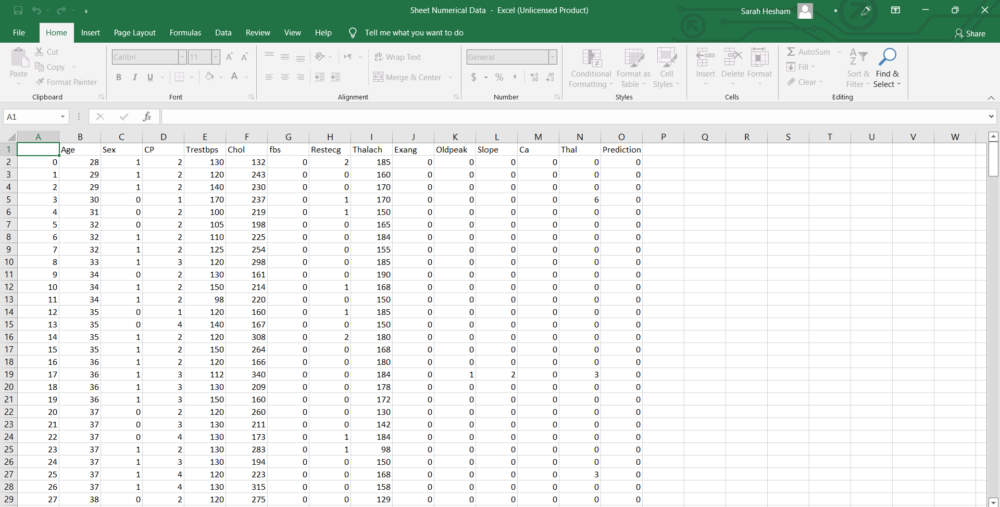 Sheet Numerical Data - Excel (Unlicensed Product)
Sarah Hesham
File Home Insert Page Layout Formulas Data Review View Help Tell me what you want to do
Share
Paste
Cut
Copy
Format Painter
Clipboard
Calibri 11
B I U A
Font
ab Wrap Text
Merge & Center
Alignment
General
$ % ,
Number
Conditional Formatting
Format as Table
Cell Styles
Styles
Insert Delete Format
Cells
AutoSum
Fill
Clear
Sort & Filter
Find & Select
Editing
A1
fx
A B C D E F G H I J K L M N O P Q R S T U V W
1 Age Sex CP Trestbps Chol fbs Restecg Thalach Exang Oldpeak Slope Ca Thal Prediction
2 0 28 1 2 130 132 0 2 185 0 0 0 0 0 0
3 1 29 1 2 120 243 0 0 160 0 0 0 0 0 0
4 2 29 1 2 140 230 0 0 170 0 0 0 0 0 0
5 3 30 0 1 170 237 0 1 170 0 0 0 0 6 0
6 4 31 0 2 100 219 0 1 150 0 0 0 0 0 0
7 5 32 0 2 105 198 0 0 165 0 0 0 0 0 0
8 6 32 1 2 110 225 0 0 184 0 0 0 0 0 0
9 7 32 1 2 125 254 0 0 155 0 0 0 0 0 0
10 8 33 1 3 120 298 0 0 185 0 0 0 0 0 0
11 9 34 0 2 130 161 0 0 190 0 0 0 0 0 0
12 10 34 1 2 150 214 0 1 168 0 0 0 0 0 0
13 11 34 1 2 98 220 0 0 150 0 0 0 0 0 0
14 12 35 0 1 120 160 0 1 185 0 0 0 0 0 0
15 13 35 0 4 140 167 0 0 150 0 0 0 0 0 0
16 14 35 1 2 120 308 0 2 180 0 0 0 0 0 0
17 15 35 1 2 150 264 0 0 168 0 0 0 0 0 0
18 16 36 1 2 120 166 0 0 180 0 0 0 0 0 0
19 17 36 1 3 112 340 0 0 184 0 1 2 0 3 0
20 18 36 1 3 130 209 0 0 178 0 0 0 0 0 0
21 19 36 1 3 150 160 0 0 172 0 0 0 0 0 0
22 20 37 0 2 120 260 0 0 130 0 0 0 0 0 0
23 21 37 0 3 130 211 0 0 142 0 0 0 0 0 0
24 22 37 0 4 130 173 0 1 184 0 0 0 0 0 0
25 23 37 1 2 130 283 0 1 98 0 0 0 0 0 0
26 24 37 1 3 130 194 0 0 150 0 0 0 0 0 0
27 25 37 1 4 120 223 0 0 168 0 0 0 0 3 0
28 26 37 1 4 130 315 0 0 158 0 0 0 0 0 0
29 27 38 0 2 120 275 0 0 129 0 0 0 0 0 0